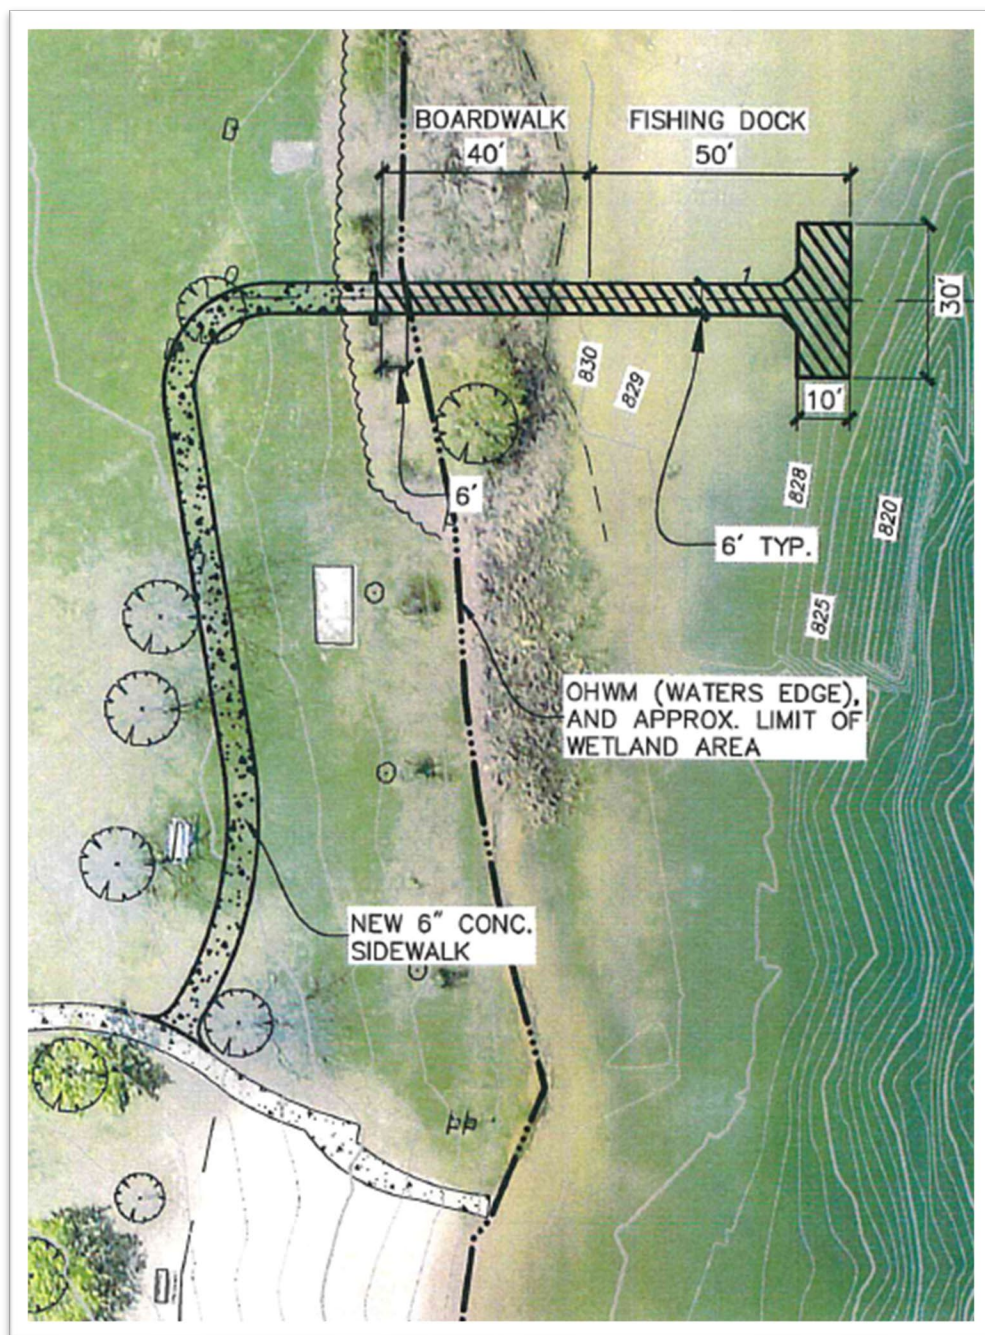 BOARDWALK
40'
FISHING DOCK
50'
1
30'
830
829
10'
828
6'
820
6' TYP.
825
OHWM (WATERS EDGE),
AND APPROX. LIMIT OF
WETLAND AREA
NEW 6" CONC.
SIDEWALK